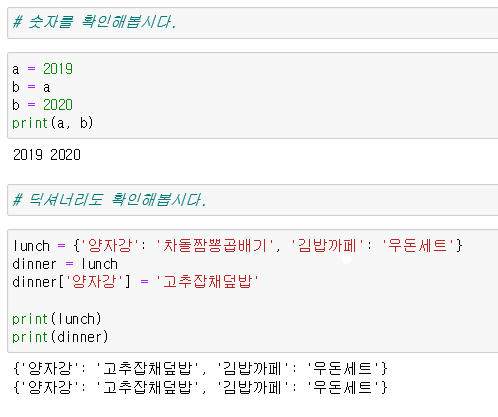 # 숫자를 확인해봅시다.
a = 2019
b = a
b = 2020
print(a, b)
2019 2020
# 딕셔너리도 확인해봅시다.
lunch = {'양자강': '차돌짬뽕곱배기', '김밥까페': '우돈세트'}
dinner = lunch
dinner['양자강'] = '고추잡채덮밥'
print(lunch)
print(dinner)
{'양자강': '고추잡채덮밥', '김밥까페': '우돈세트'}
{'양자강': '고추잡채덮밥', '김밥까페': '우돈세트'}